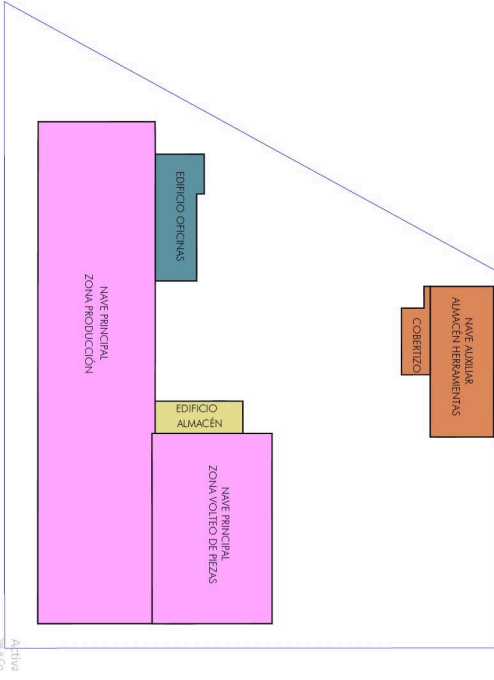 EDIFICIO OFICINAS
NAVE PRINCIPAL
ZONA PRODUCCIÓN
NAVE AUXILIAR
ALMACÉN HERRAMIENTAS
COBERTIZO
EDIFICIO
ALMACÉN
NAVE PRINCIPAL
ZONA VOLTEO DE PIEZAS
Activa